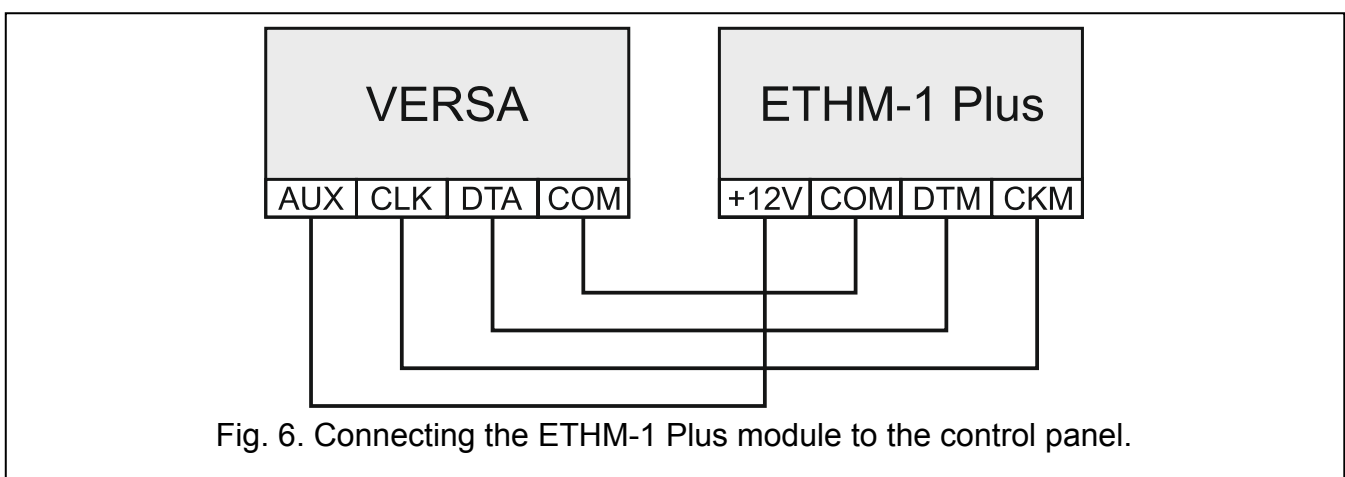 VERSA
ETHM-1 Plus
AUX CLK DTA COM
+12V COM DTM CKM
Fig. 6. Connecting the ETHM-1 Plus module to the control panel.